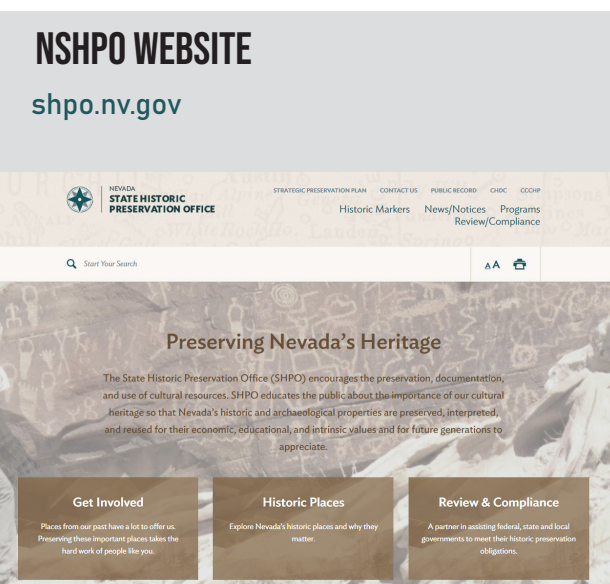 NSHPO WEBSITE
shpo.nv.gov
NEVADA
STATE HISTORIC
PRESERVATION OFFICE
STRATEGIC PRESERVATION PLAN CONTACT US PUBLIC RECORD CHDC CCCHP
Historic Markers News/Notices Programs
Review/Compliance
Start Your Search
A A
Preserving Nevada's Heritage
The State Historic Preservation Office (SHPO) encourages the preservation, documentation,
and use of cultural resources. SHPO educates the public about the importance of our cultural
heritage so that Nevada's historic and archaeological properties are preserved, interpreted,
and reused for their economic, educational, and intrinsic values and for future generations to
appreciate.
Get Involved
Places from our past have a lot to offer us.
Preserving these important places takes the
hard work of people like you.
Historic Places
Explore Nevada's historic places and why they
matter.
Review & Compliance
A partner in assisting federal, state and local
governments to meet their historic preservation
obligations.